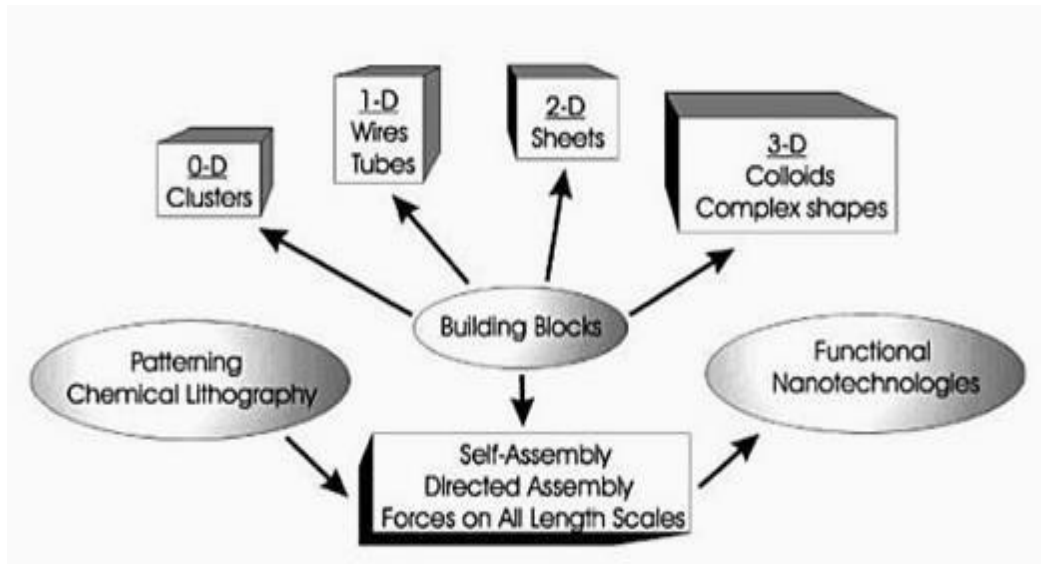 0-D
Clusters
1-D
Wires
Tubes
2-D
Sheets
3-D
Colloids
Complex shapes
Building Blocks
Patterning
Chemical Lithography
Functional
Nanotechnologies
Self-Assembly
Directed Assembly
Forces on All Length Scales